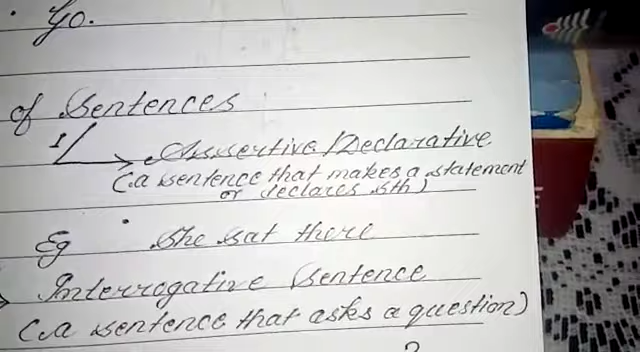 • Go.
of Sentences
1/ → Assertive/Declarative
(a sentence that makes a statement
or declares sth)
Eg • She sat there
Interrogative Sentence
(a sentence that asks a question)
?